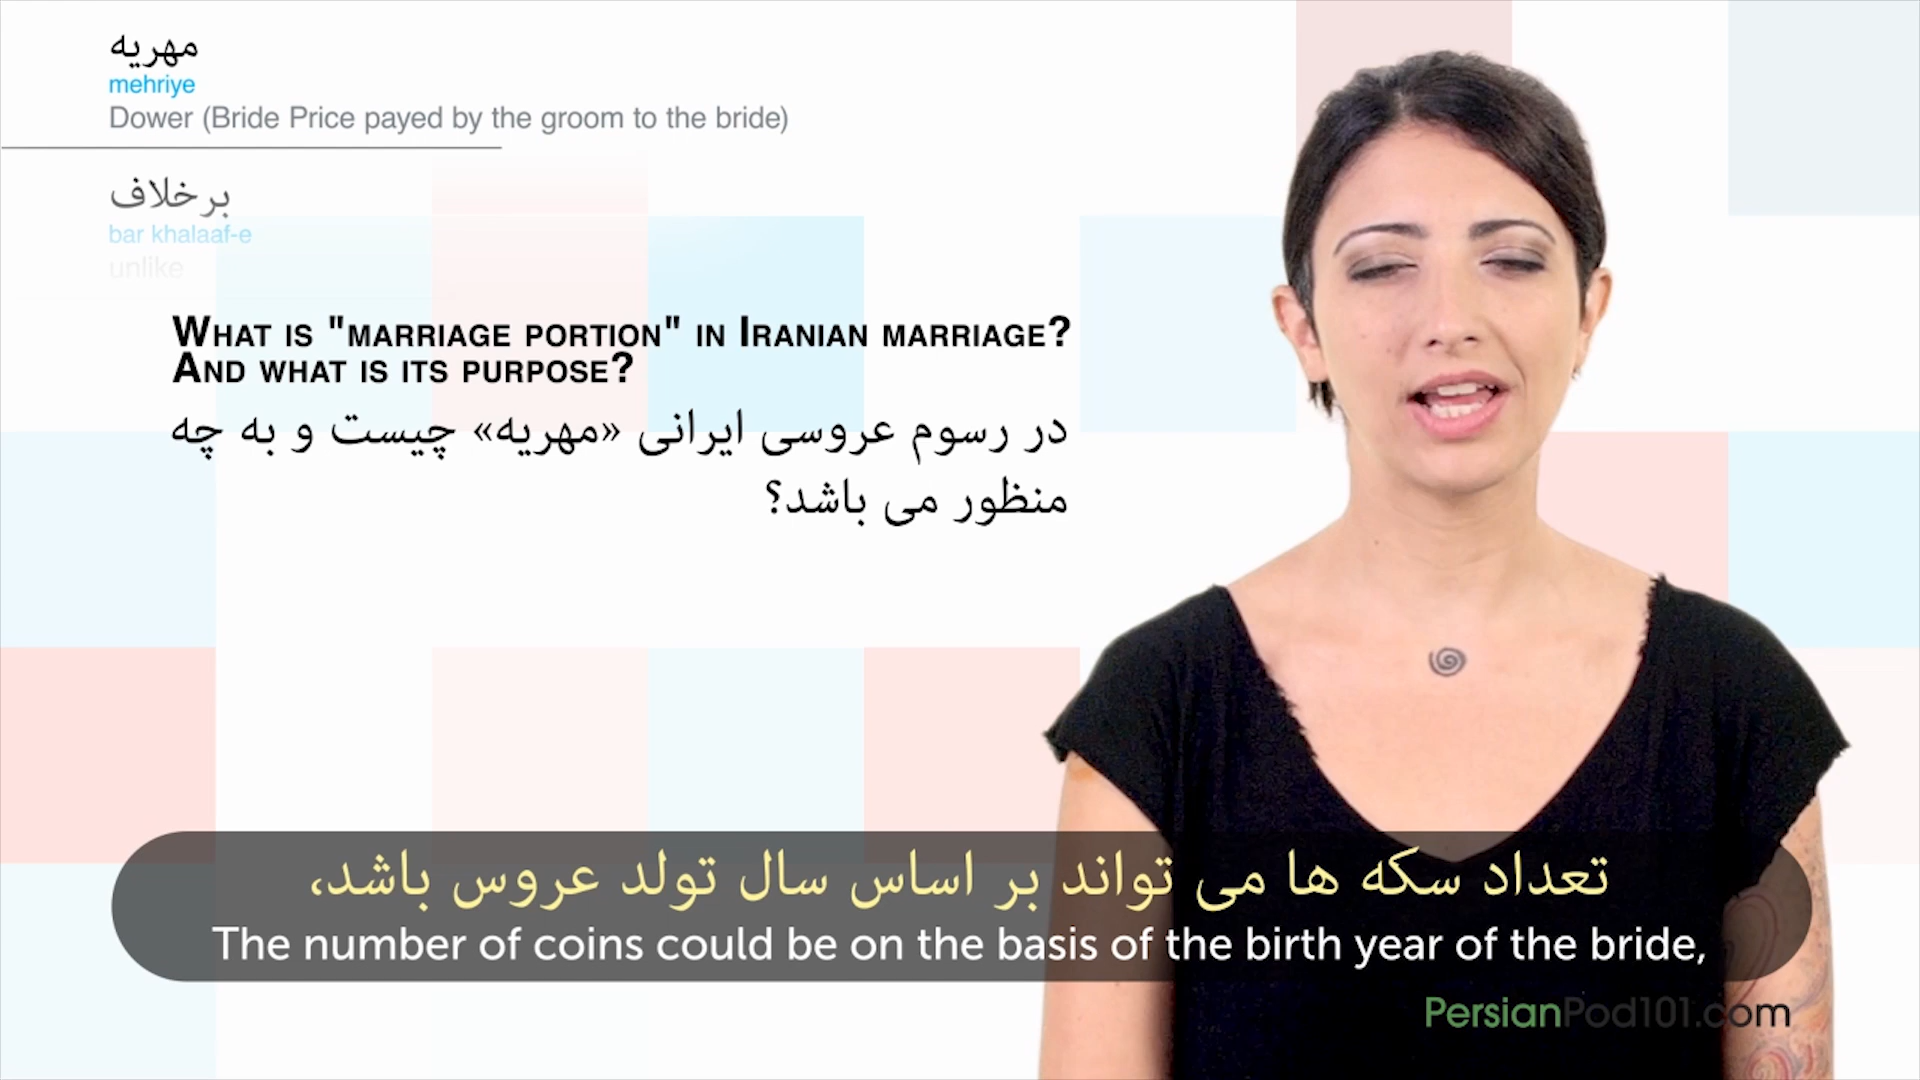 مهریه
mehriye
Dower (Bride Price payed by the groom to the bride)
برخلاف
bar khalaaf-e
unlike
What is "marriage portion" in Iranian marriage?
And what is its purpose?
در رسوم عروسی ایرانی «مهریه» چیست و به چه
منظور می باشد؟
تعداد سکه ها می تواند بر اساس سال تولد عروس باشد،
The number of coins could be on the basis of the birth year of the bride,
PersianPod101.com